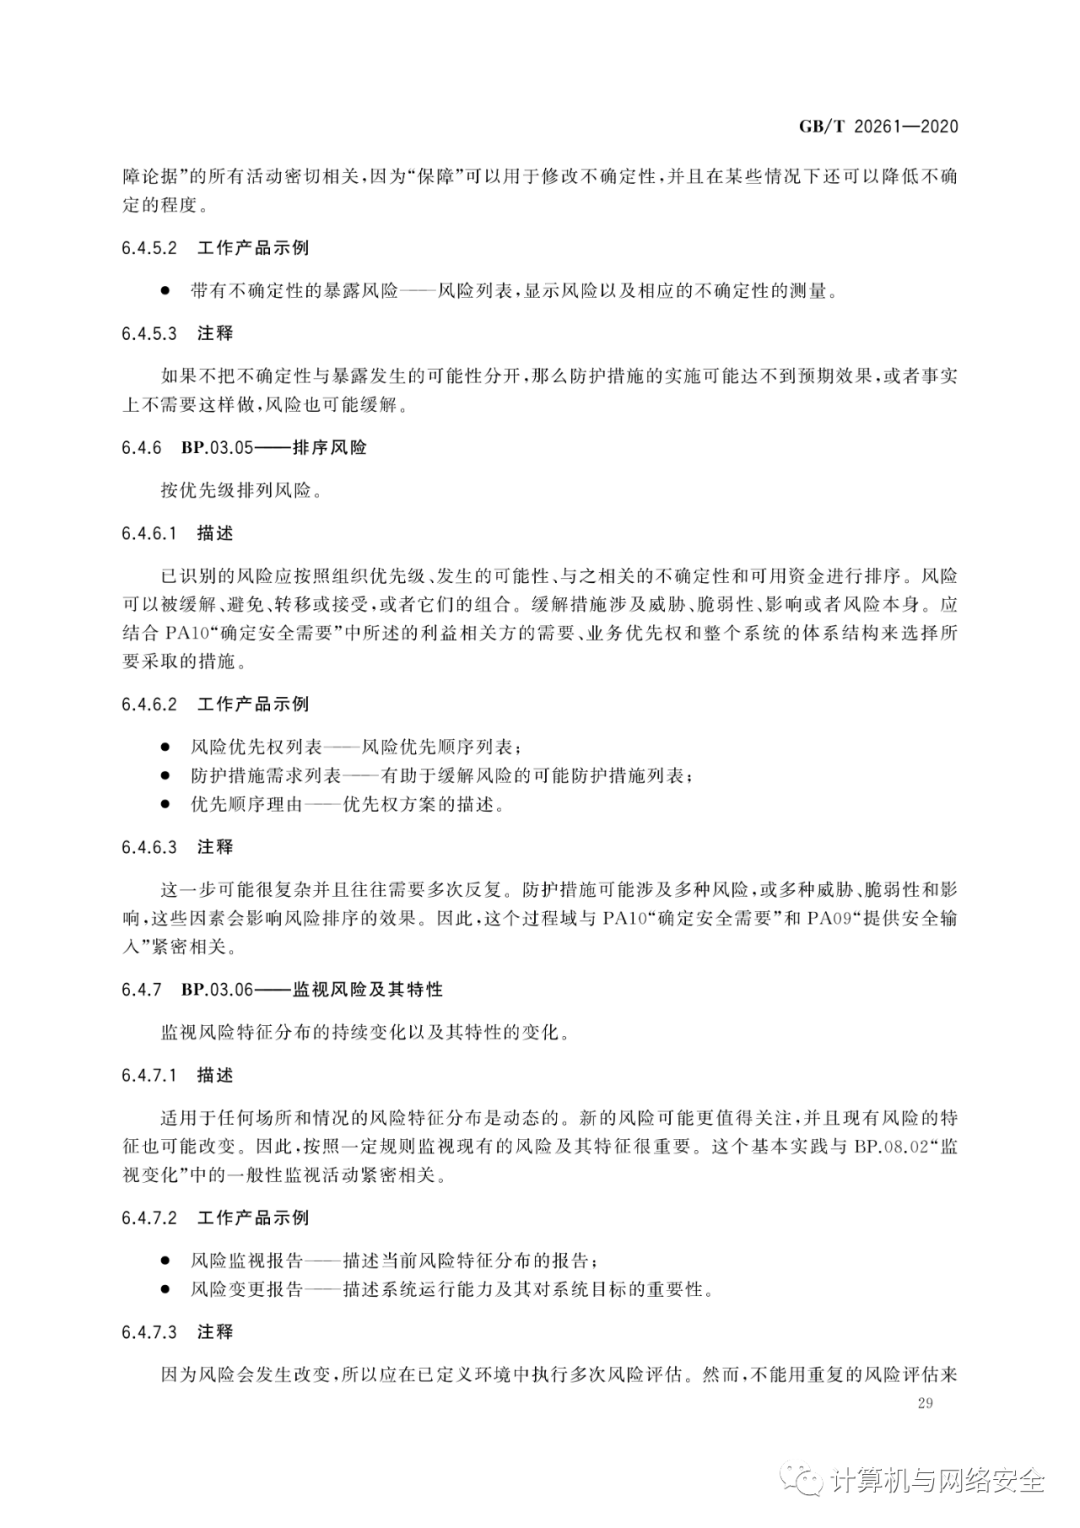 GB/T 20261—2020
障论据”的所有活动密切相关,因为“保障”可以用于修改不确定性,并且在某些情况下还可以降低不确
定的程度。
6.4.5.2 工作产品示例
● 带有不确定性的暴露风险——风险列表,显示风险以及相应的不确定性的测量。
6.4.5.3 注释
如果不把不确定性与暴露发生的可能性分开,那么防护措施的实施可能达不到预期效果,或者事实
上不需要这样做,风险也可能缓解。
6.4.6 BP.03.05——排序风险
按优先级排列风险。
6.4.6.1 描述
已识别的风险应按照组织优先级、发生的可能性、与之相关的不确定性和可用资金进行排序。风险
可以被缓解、避免、转移或接受,或者它们的组合。缓解措施涉及威胁、脆弱性、影响或者风险本身。应
结合 PA10“确定安全需要”中所述的利益相关方的需要、业务优先权和整个系统的体系结构来选择所
要采取的措施。
6.4.6.2 工作产品示例
● 风险优先权列表——风险优先顺序列表;
● 防护措施需求列表——有助于缓解风险的可能防护措施列表;
● 优先顺序理由——优先权方案的描述。
6.4.6.3 注释
这一步可能很复杂并且往往需要多次反复。防护措施可能涉及多种风险,或多种威胁、脆弱性和影
响,这些因素会影响风险排序的效果。因此,这个过程域与 PA10“确定安全需要”和 PA09“提供安全输
入”紧密相关。
6.4.7 BP.03.06——监视风险及其特性
监视风险特征分布的持续变化以及其特性的变化。
6.4.7.1 描述
适用于任何场所和情况的风险特征分布是动态的。新的风险可能更值得关注,并且现有风险的特
征也可能改变。因此,按照一定规则监视现有的风险及其特征很重要。这个基本实践与 BP.08.02“监
视变化”中的一般性监视活动紧密相关。
6.4.7.2 工作产品示例
● 风险监视报告——描述当前风险特征分布的报告;
● 风险变更报告——描述系统运行能力及其对系统目标的重要性。
6.4.7.3 注释
因为风险会发生改变,所以应在已定义环境中执行多次风险评估。然而,不能用重复的风险评估来
29
计算机与网络安全